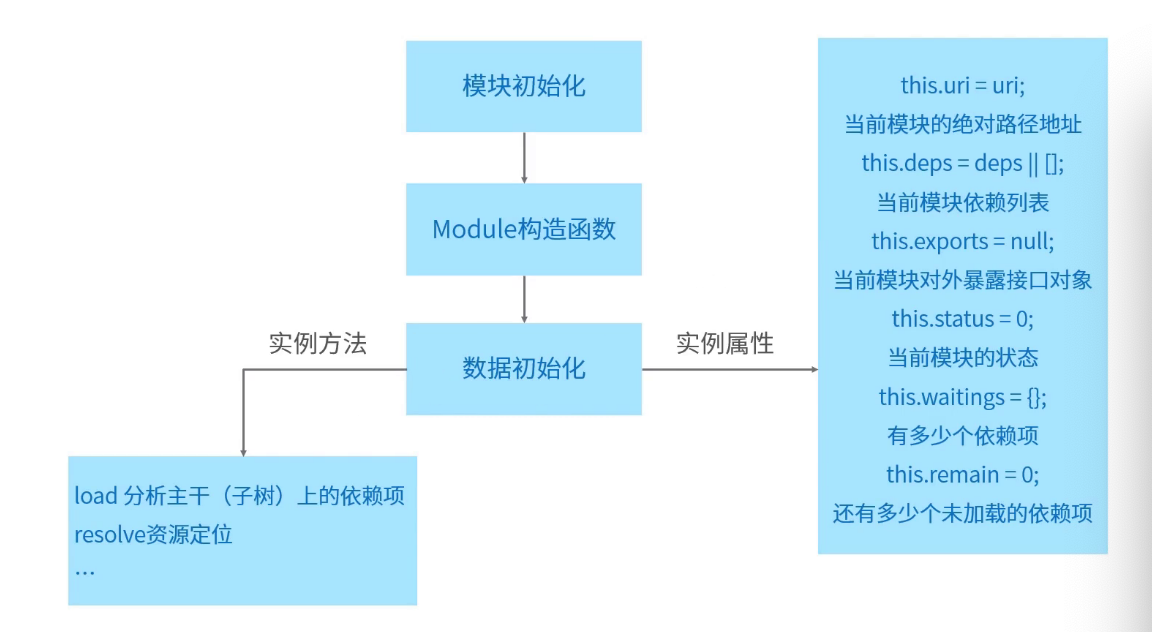 模块初始化
Module构造函数
数据初始化
实例方法
实例属性
load 分析主干（子树）上的依赖项
resolve资源定位
...
this.uri = uri;
当前模块的绝对路径地址
this.deps = deps || [];
当前模块依赖列表
this.exports = null;
当前模块对外暴露接口对象
this.status = 0;
当前模块的状态
this.waitings = {};
有多少个依赖项
this.remain = 0;
还有多少个未加载的依赖项